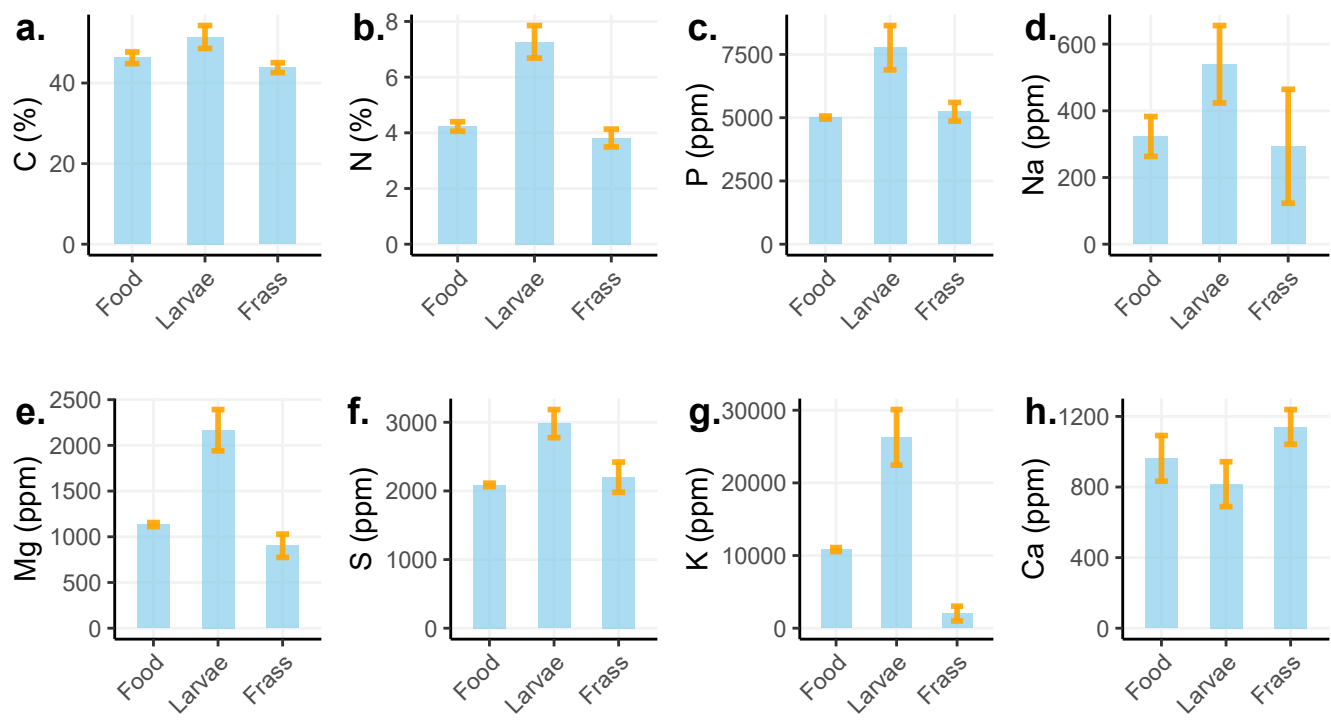 a.
C (%)
40
20
0
Food
Larvae
Frass
b.
N (%)
8
6
4
2
0
Food
Larvae
Frass
c.
P (ppm)
7500
5000
2500
0
Food
Larvae
Frass
d.
Na (ppm)
600
400
200
0
Food
Larvae
Frass
e.
Mg (ppm)
2500
2000
1500
1000
500
0
Food
Larvae
Frass
f.
S (ppm)
3000
2000
1000
0
Food
Larvae
Frass
g.
K (ppm)
30000
20000
10000
0
Food
Larvae
Frass
h.
Ca (ppm)
1200
800
400
0
Food
Larvae
Frass